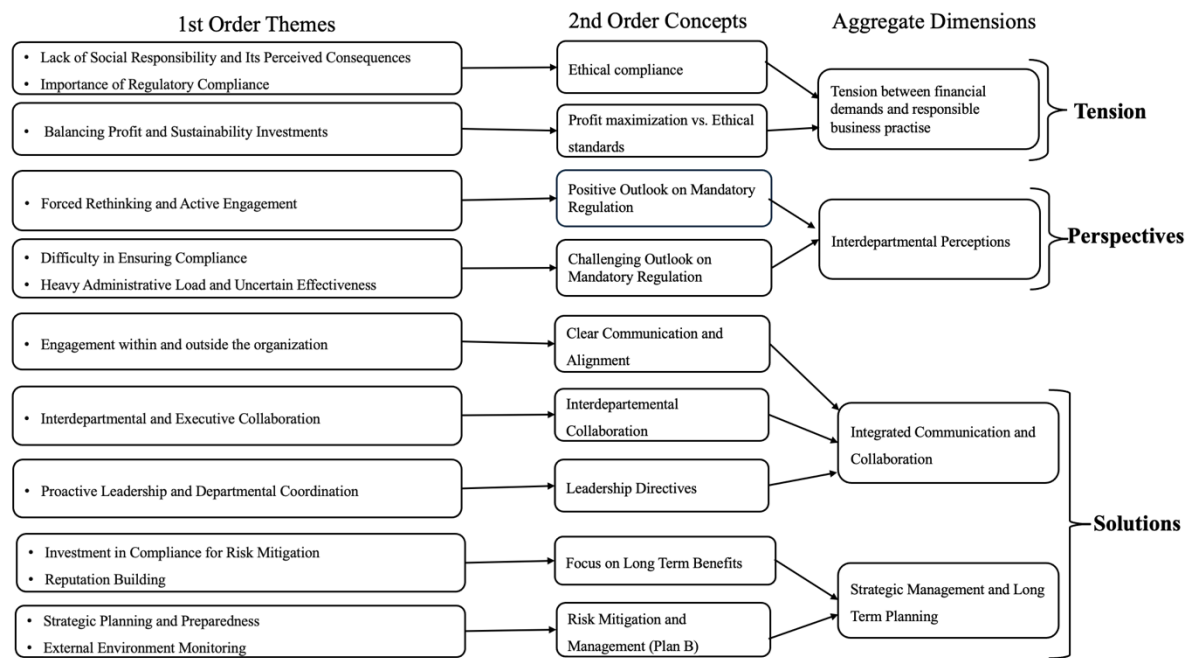 1st Order Themes
2nd Order Concepts
Aggregate Dimensions
• Lack of Social Responsibility and Its Perceived Consequences
• Importance of Regulatory Compliance
Ethical compliance
• Balancing Profit and Sustainability Investments
Profit maximization vs. Ethical
standards
Tension between financial
demands and responsible
business practise
Tension
• Forced Rethinking and Active Engagement
Positive Outlook on Mandatory
Regulation
• Difficulty in Ensuring Compliance
• Heavy Administrative Load and Uncertain Effectiveness
Challenging Outlook on
Mandatory Regulation
Interdepartmental Perceptions
Perspectives
• Engagement within and outside the organization
Clear Communication and
Alignment
• Interdepartmental and Executive Collaboration
Interdepartemental
Collaboration
• Proactive Leadership and Departmental Coordination
Leadership Directives
Integrated Communication and
Collaboration
• Investment in Compliance for Risk Mitigation
• Reputation Building
Focus on Long Term Benefits
• Strategic Planning and Preparedness
• External Environment Monitoring
Risk Mitigation and
Management (Plan B)
Strategic Management and Long
Term Planning
Solutions